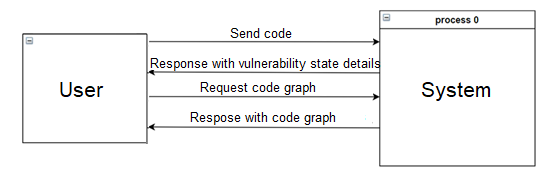 process 0
Send code
Response with vulnerability state details
User
Request code graph
System
Respose with code graph